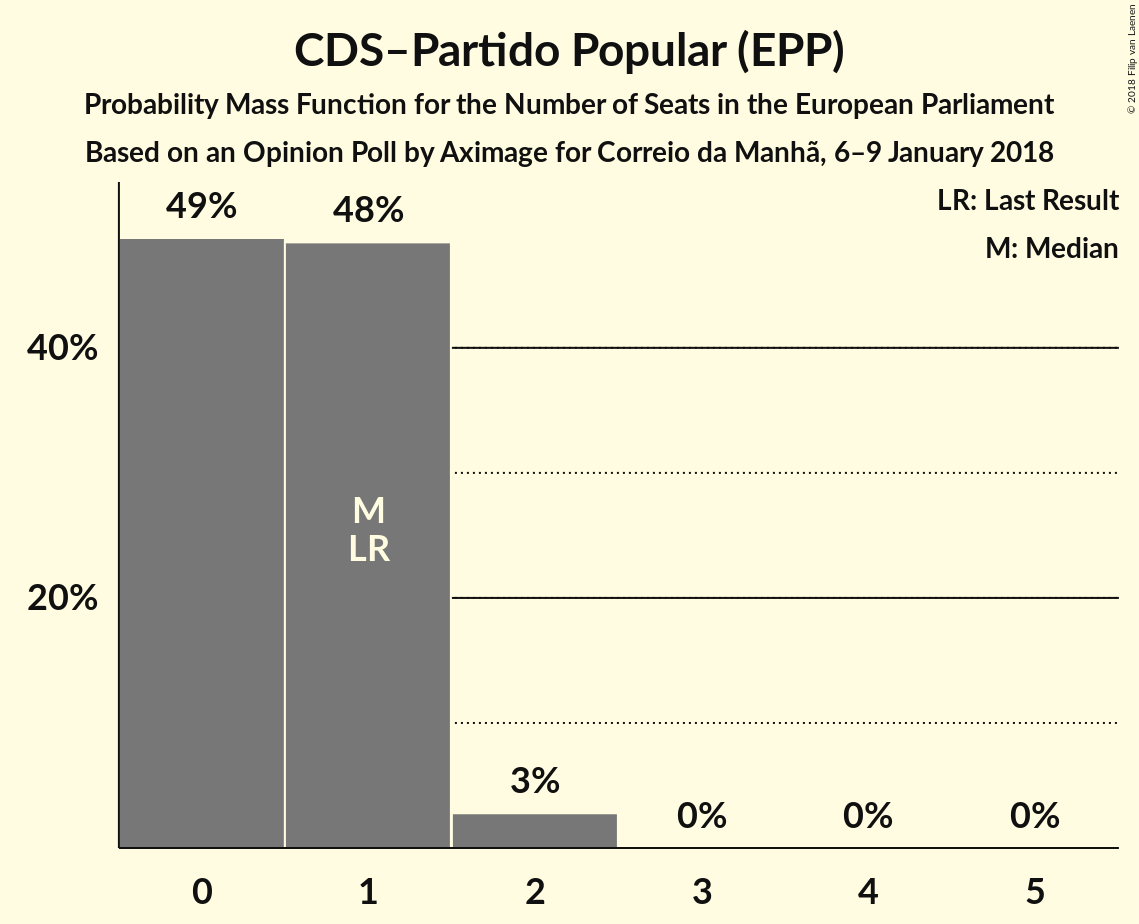 CDS–Partido Popular (EPP)
Probability Mass Function for the Number of Seats in the European Parliament
Based on an Opinion Poll by Aximage for Correio da Manhã, 6–9 January 2018
© 2018 Filip van Laenen
LR: Last Result
M: Median
49%
48%
40%
M
LR
20%
3%
0%
0%
0%
0
1
2
3
4
5